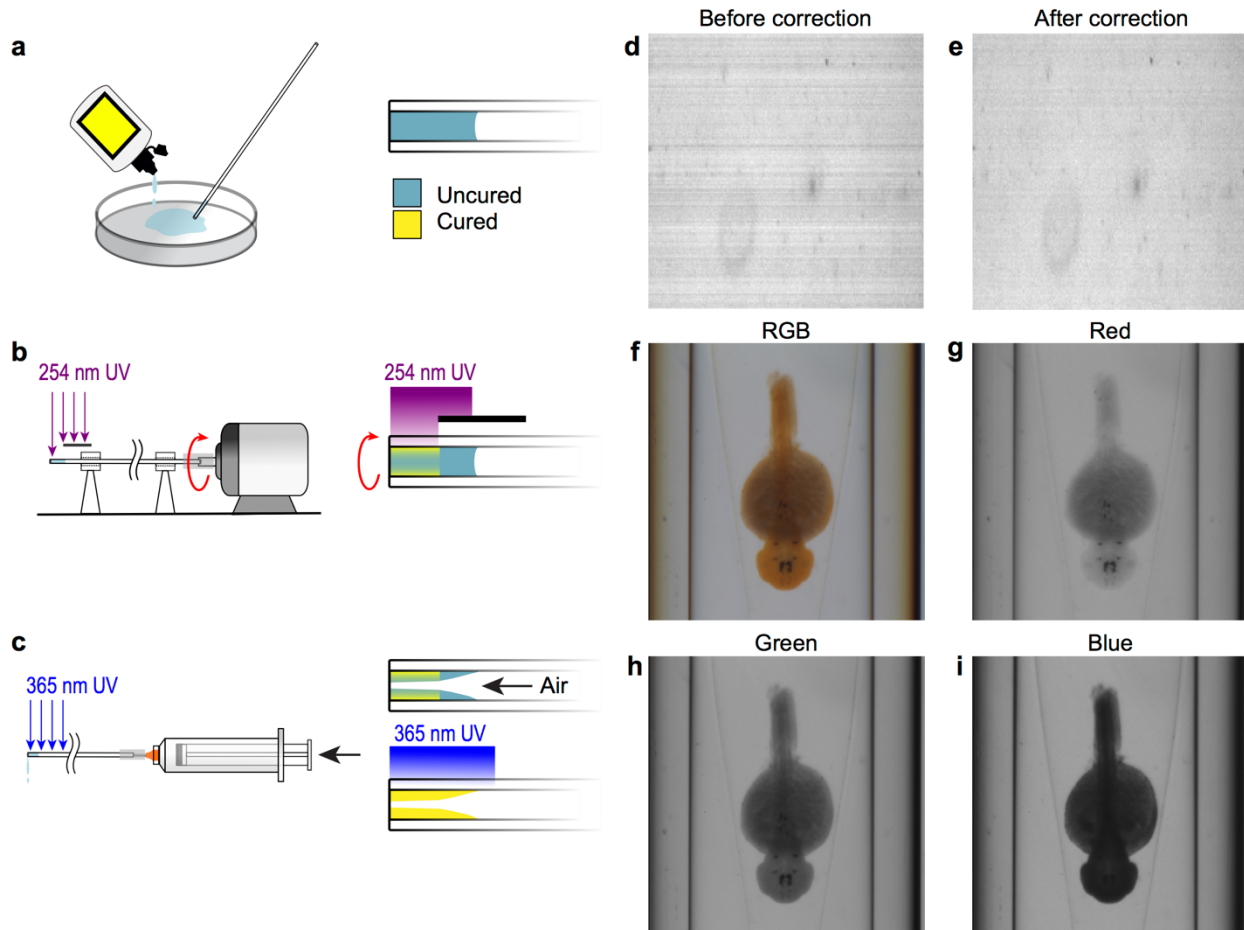 a
Uncured
Cured
b
254 nm UV
254 nm UV
c
365 nm UV
Air
365 nm UV
Before correction
After correction
d
e
RGB
Red
f
g
Green
Blue
h
i